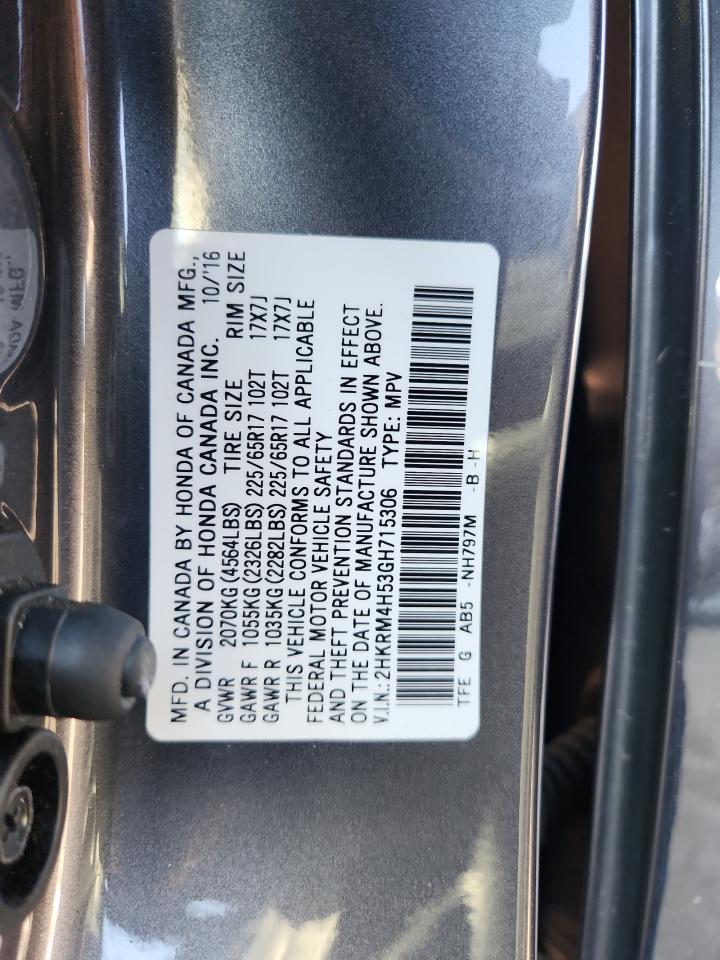 MFD. IN CANADA BY HONDA OF CANADA MFG.,
A DIVISION OF HONDA CANADA INC. 10/'16
GVWR 2070KG(4564LBS) TIRE SIZE RIM SIZE
GAWR F 1055KG(2326LBS) 225/65R17 102T 17X7J
GAWR R 1035KG(2282LBS) 225/65R17 102T 17X7J
THIS VEHICLE CONFORMS TO ALL APPLICABLE
FEDERAL MOTOR VEHICLE SAFETY
AND THEFT PREVENTION STANDARDS IN EFFECT
ON THE DATE OF MANUFACTURE SHOWN ABOVE.
V.I.N.: 2HKRM4H53GH715306 TYPE: MPV
TFE G AB5 -NH797M -B -H